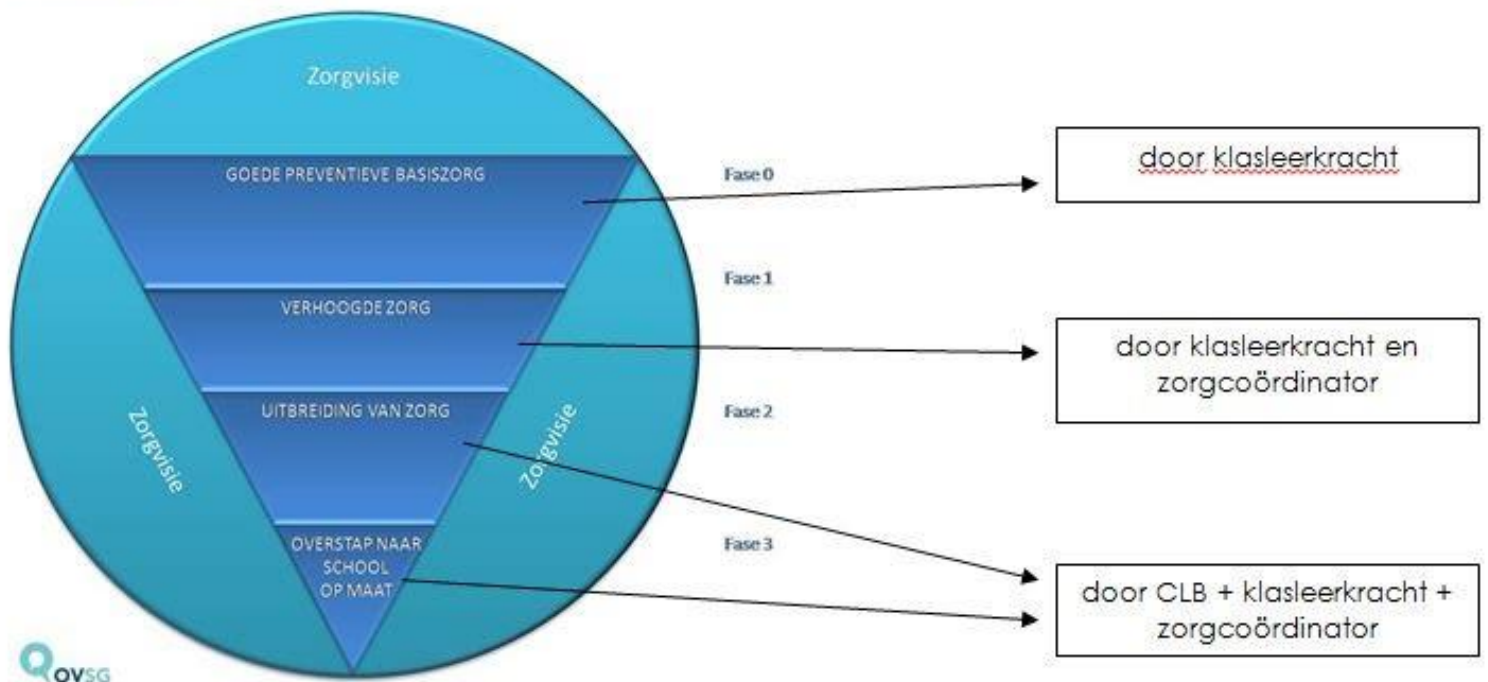 Zorgvisie
GOEDE PREVENTIEVE BASISZORG
Fase 0
door klasleerkracht
Fase 1
VERHOOGDE ZORG
door klasleerkracht en
zorgcoördinator
UITBREIDING VAN ZORG
Fase 2
Zorgvisie
Zorgvisie
OVERSTAP NAAR
SCHOOL
OP MAAT
Fase 3
door CLB + klasleerkracht +
zorgcoördinator
OVSG